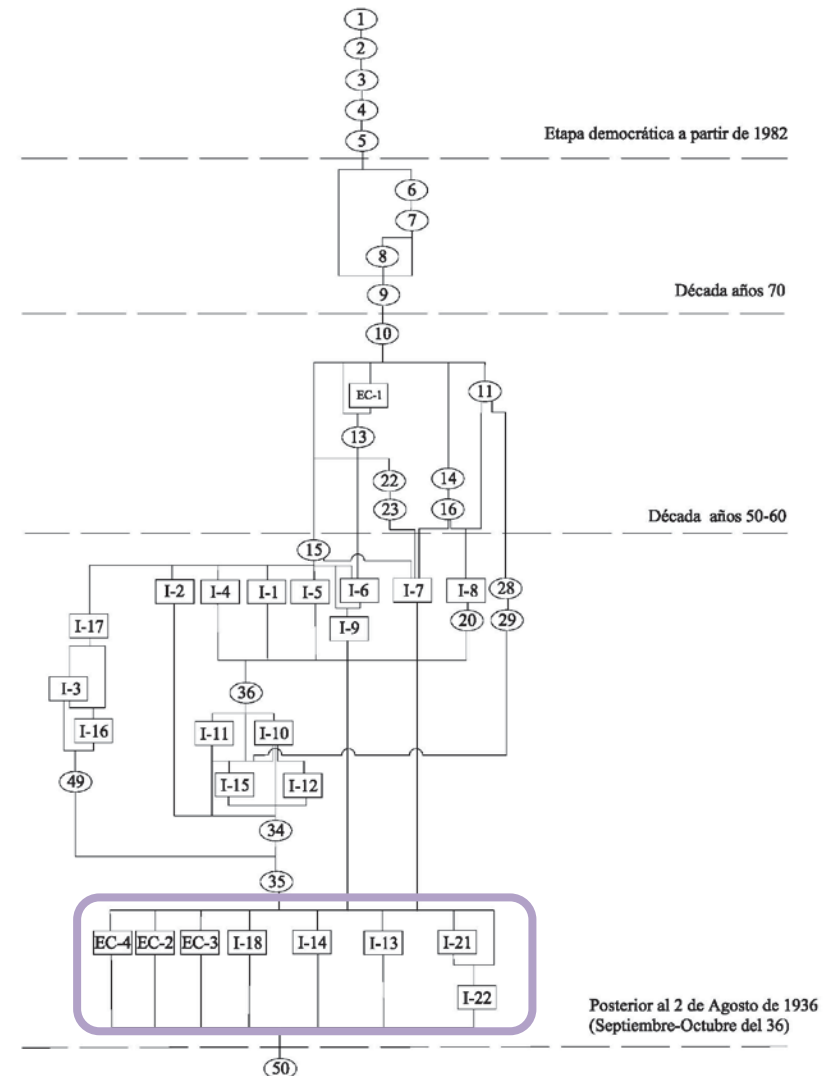 1
2
3
4
5
Etapa democrática a partir de 1982
6
7
8
9
Década años 70
10
EC-1
11
13
22
14
23
16
Década años 50-60
15
I-2
I-4
I-1
I-5
I-6
I-7
I-8
28
I-17
I-9
20
29
I-3
36
I-16
I-11
I-10
49
I-15
I-12
34
35
EC-4
EC-2
EC-3
I-18
I-14
I-13
I-21
I-22
Posterior al 2 de Agosto de 1936
(Septiembre-Octubre del 36)
50